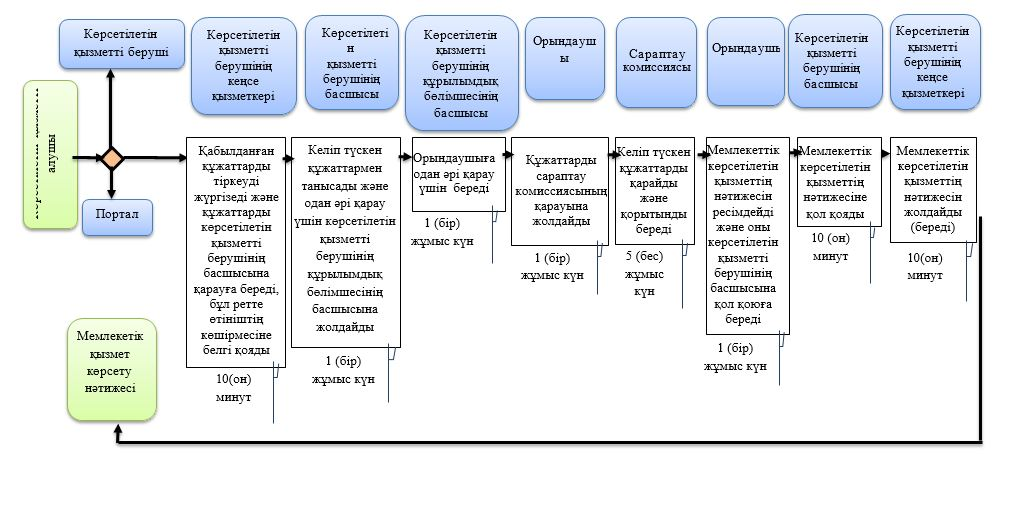 Көрсетілетін
қызметті беруші
Көрсетілетін
қызметті
берушінің
кеңсе
қызметкері
Көрсетілеті
н
қызметті
берушінің
басшысы
Көрсетілетін
қызметті
берушінің
құрылымдық
бөлімшесінің
басшысы
Орындауш
ы
Сараптау
комиссиясы
Орындаушь
Көрсетілетін
қызметті
берушінің
басшысы
Көрсетілетін
қызметті
берушінің
кеңсе
қызметкері
алушы
Портал
Қабылданған
құжаттарды
тіркеуді
жүргізеді және
құжаттарды
көрсетілетін
қызметті
берушінің
басшысына
қарауға береді,
бұл ретте
өтініштің
көшірмесіне
белгі қояды
10(он)
минут
Келіп түскен
құжаттармен
танысады және
одан әрі қарау
үшін көрсетілетін
қызметті
берушінің
құрылымдық
бөлімшесінің
басшысына
жолдайды
1 (бір)
жұмыс күн
Орындаушыға
одан әрі қарау
үшін береді
1 (бір)
жұмыс күн
Құжаттарды
сараптау
комиссиясының
қарауына
жолдайды
1 (бір)
жұмыс күн
Келіп түскен
құжаттарды
қарайды
және
қорытынды
береді
5 (бес)
жұмыс
күн
Мемлекеттік
көрсетілетін
қызметтің
нәтижесін
ресімдейді
және оны
көрсетілетін
қызметті
берушінің
басшысына
қол қоюға
береді
1 (бір)
жұмыс күн
Мемлекеттік
көрсетілетін
қызметтің
нәтижесіне
қол қояды
10 (он)
минут
Мемлекеттік
көрсетілетін
қызметтің
нәтижесін
жолдайды
(береді)
10(он)
минут
Мемлекетік
қызмет
көрсету
нәтижесі